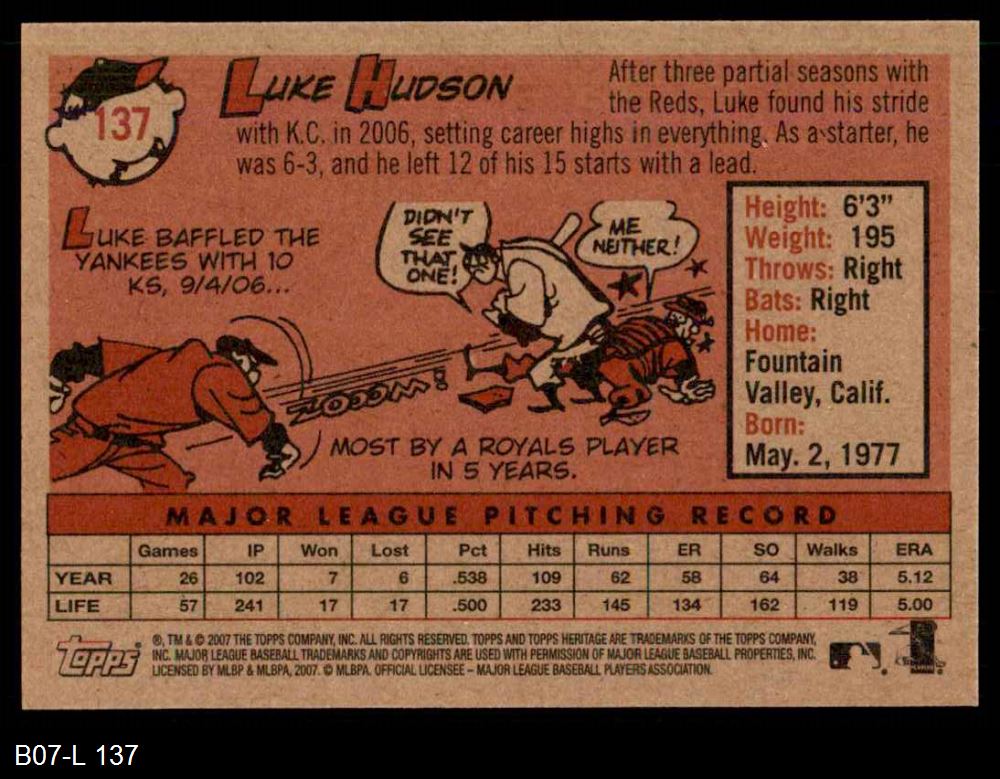 137
LUKE HUDSON
After three partial seasons with
the Reds, Luke found his stride
with K.C. in 2006, setting career highs in everything. As a starter, he
was 6-3, and he left 12 of his 15 starts with a lead.
LUKE BAFFLED THE
YANKEES WITH 10
KS, 9/4/06...
DIDN'T
SEE
THAT
ONE!
ME
NEITHER!
ZOOOW!
MOST BY A ROYALS PLAYER
IN 5 YEARS.
Height: 6'3"
Weight: 195
Throws: Right
Bats: Right
Home:
Fountain
Valley, Calif.
Born:
May. 2, 1977
MAJOR LEAGUE PITCHING RECORD
Games IP Won Lost Pct Hits Runs ER SO Walks ERA
YEAR 26 102 7 6 .538 109 62 58 64 38 5.12
LIFE 57 241 17 17 .500 233 145 134 162 119 5.00
Topps
®, TM & © 2007 THE TOPPS COMPANY, INC. ALL RIGHTS RESERVED. TOPPS AND TOPPS HERITAGE ARE TRADEMARKS OF THE TOPPS COMPANY,
INC. MAJOR LEAGUE BASEBALL TRADEMARKS AND COPYRIGHTS ARE USED WITH PERMISSION OF MAJOR LEAGUE BASEBALL PROPERTIES, INC.
LICENSED BY MLBP & MLBPA, 2007. © MLBPA. OFFICIAL LICENSEE – MAJOR LEAGUE BASEBALL PLAYERS ASSOCIATION.
B07-L 137